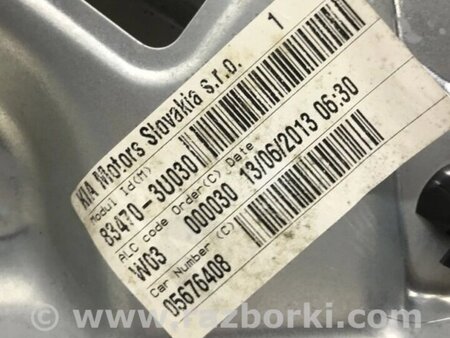 KIA Motors Slovakia s.r.o. 1
Modul Id(M)
83470-3U030
ALC code Order(C) Date
W03 000030 13/06/2013 06:30
Car Number (C)
05676408
© www.razborki.com